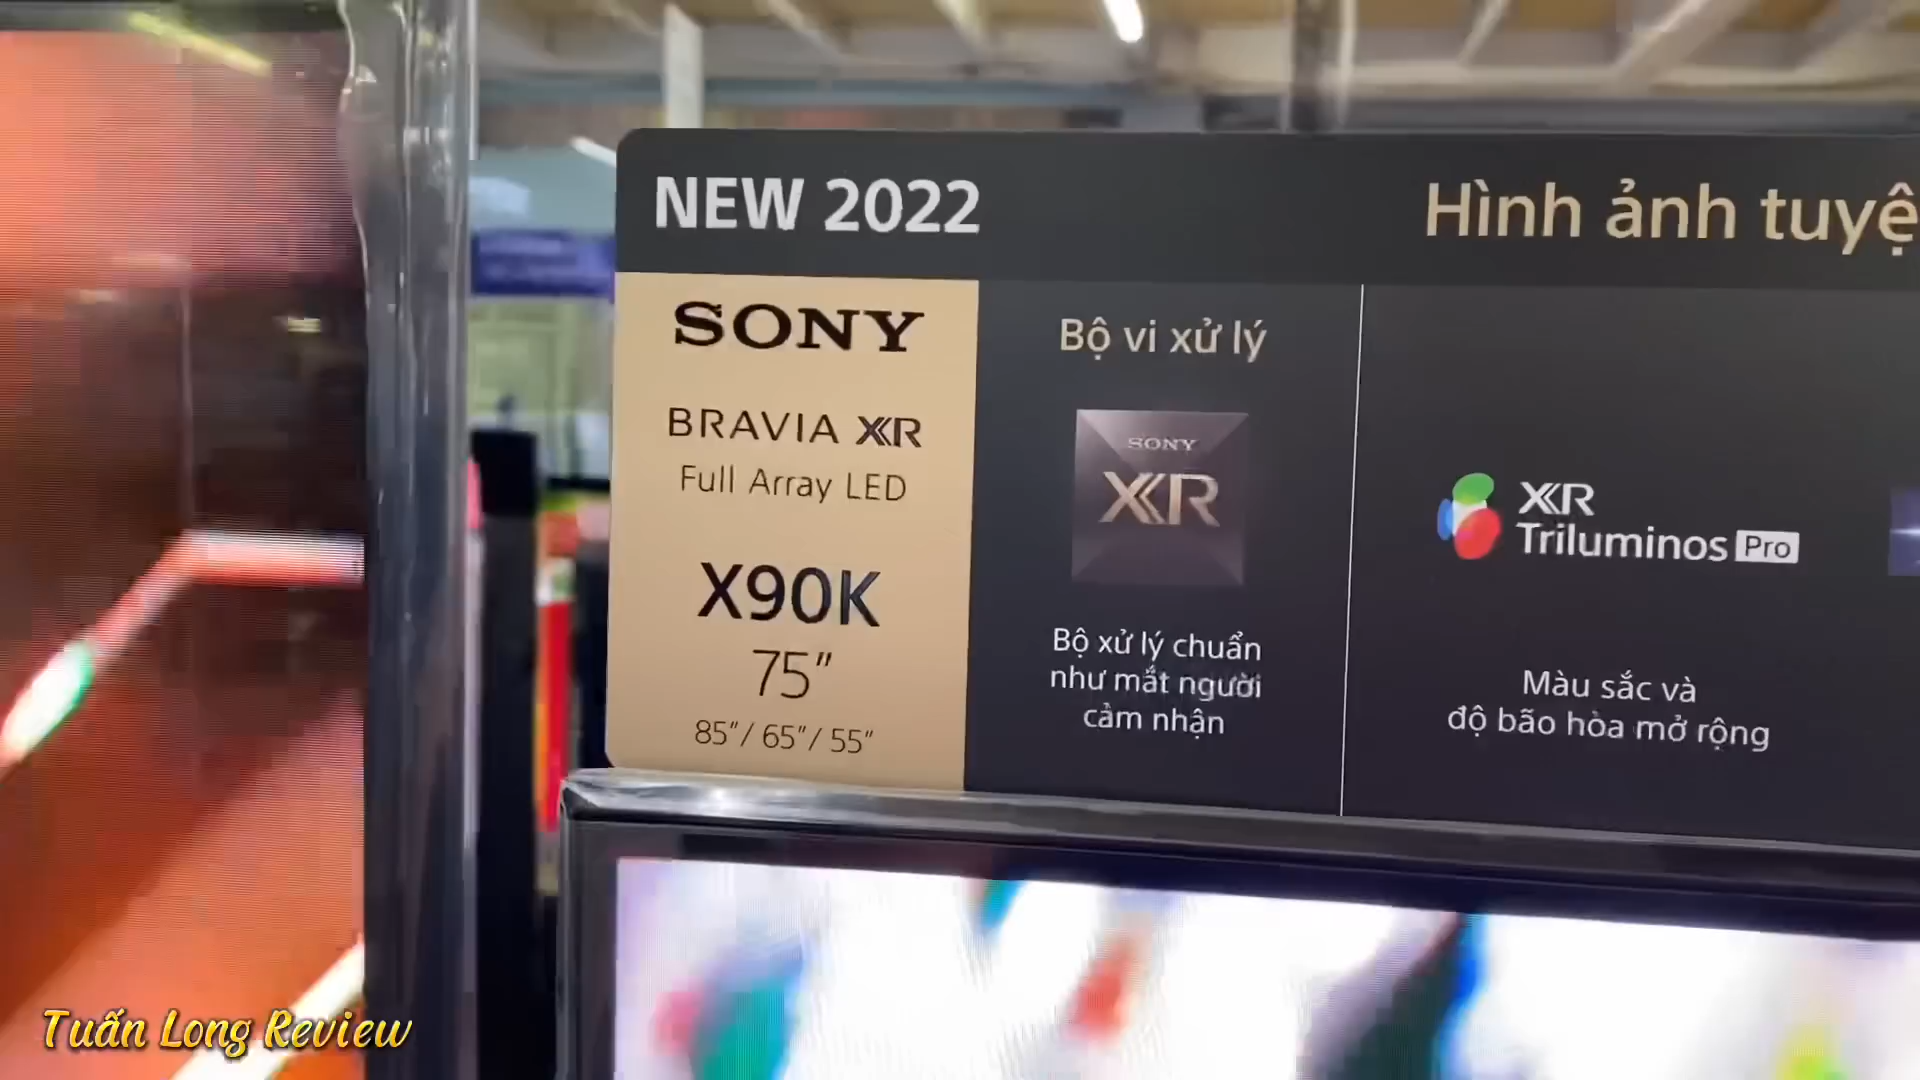 NEW 2022
Hình ảnh tuyệ
SONY
BRAVIA XR
Full Array LED
X90K
75"
85"/ 65"/ 55"
Bộ vi xử lý
SONY
XR
Bộ xử lý chuẩn
như mắt người
cảm nhận
XR
Triluminos Pro
Màu sắc và
độ bão hòa mở rộng
Tuấn Long Review